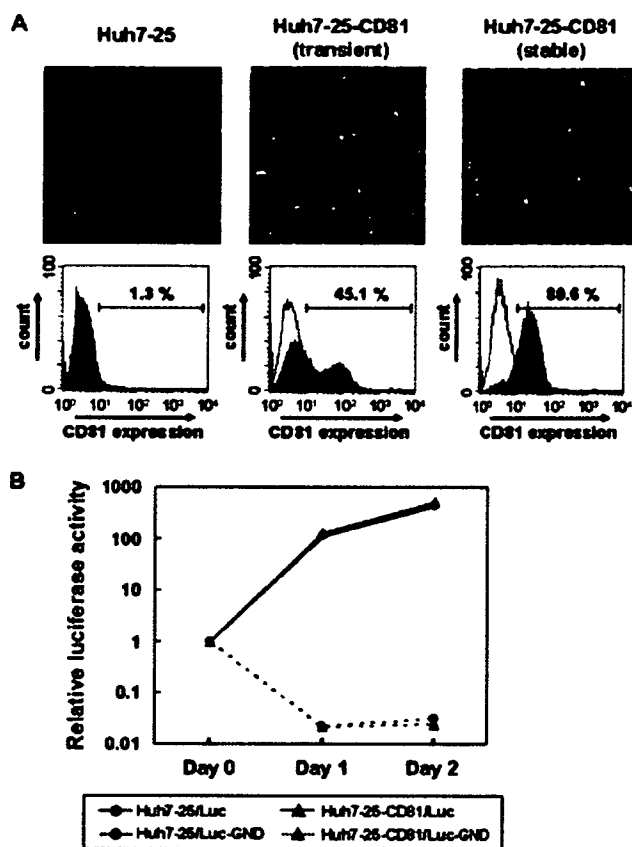 A
Huh7-25
Huh7-25-CD81
(transient)
Huh7-25-CD81
(stable)
100
count
0
1.3 %
10⁰ 10¹ 10² 10³ 10⁴
CD81 expression
100
count
0
45.1 %
10⁰ 10¹ 10² 10³ 10⁴
CD81 expression
100
count
0
10⁰ 10¹ 10² 10³ 10⁴
CD81 expression
B
Relative luciferase activity
1000
100
10
1
0.1
0.01
Day 0 Day 1 Day 2
Huh7-25/Luc Huh7-25-CD81/Luc
Huh7-25/Luc-GND Huh7-25-CD81/Luc-GND